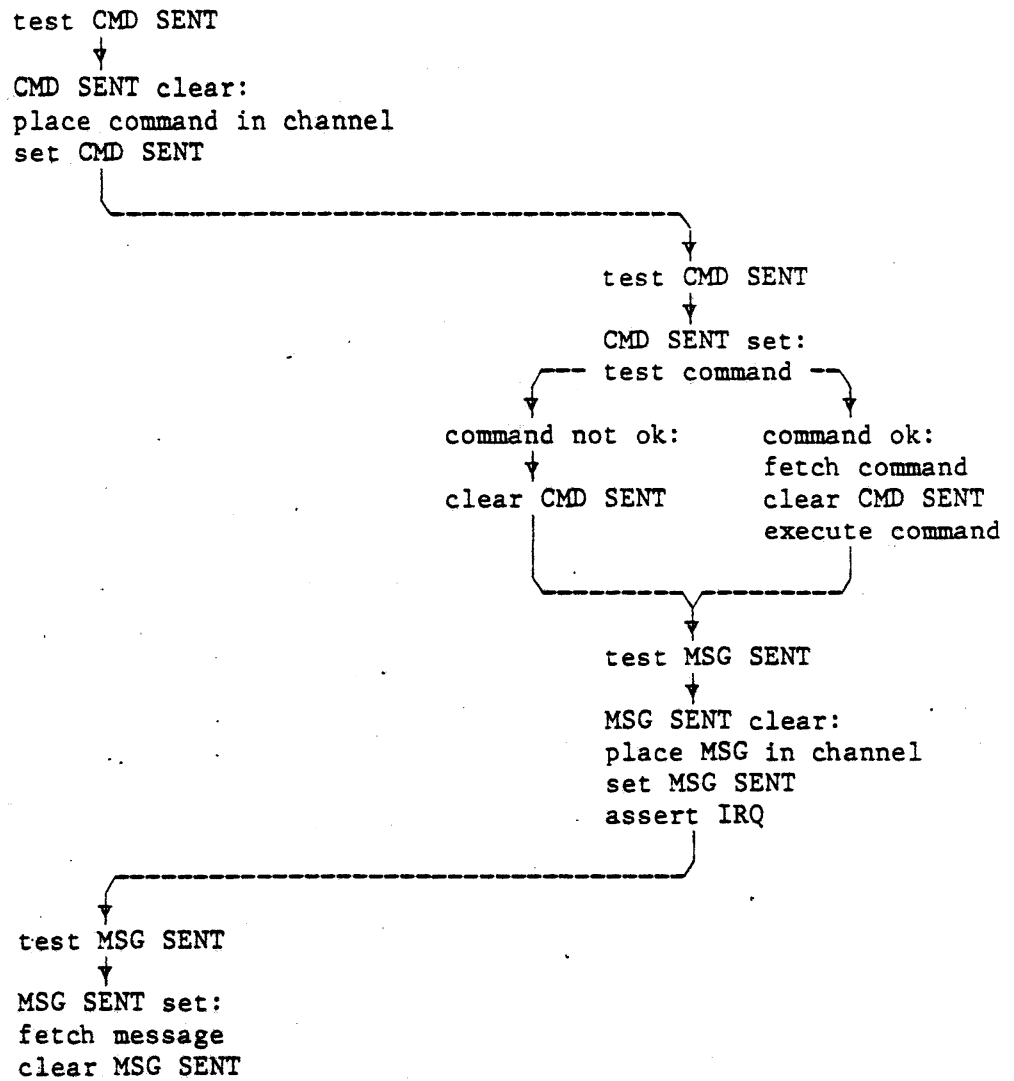 test CMD SENT
CMD SENT clear:
place command in channel
set CMD SENT
test CMD SENT
CMD SENT set:
test command
command not ok:
clear CMD SENT
command ok:
fetch command
clear CMD SENT
execute command
test MSG SENT
MSG SENT clear:
place MSG in channel
set MSG SENT
assert IRQ
test MSG SENT
MSG SENT set:
fetch message
clear MSG SENT